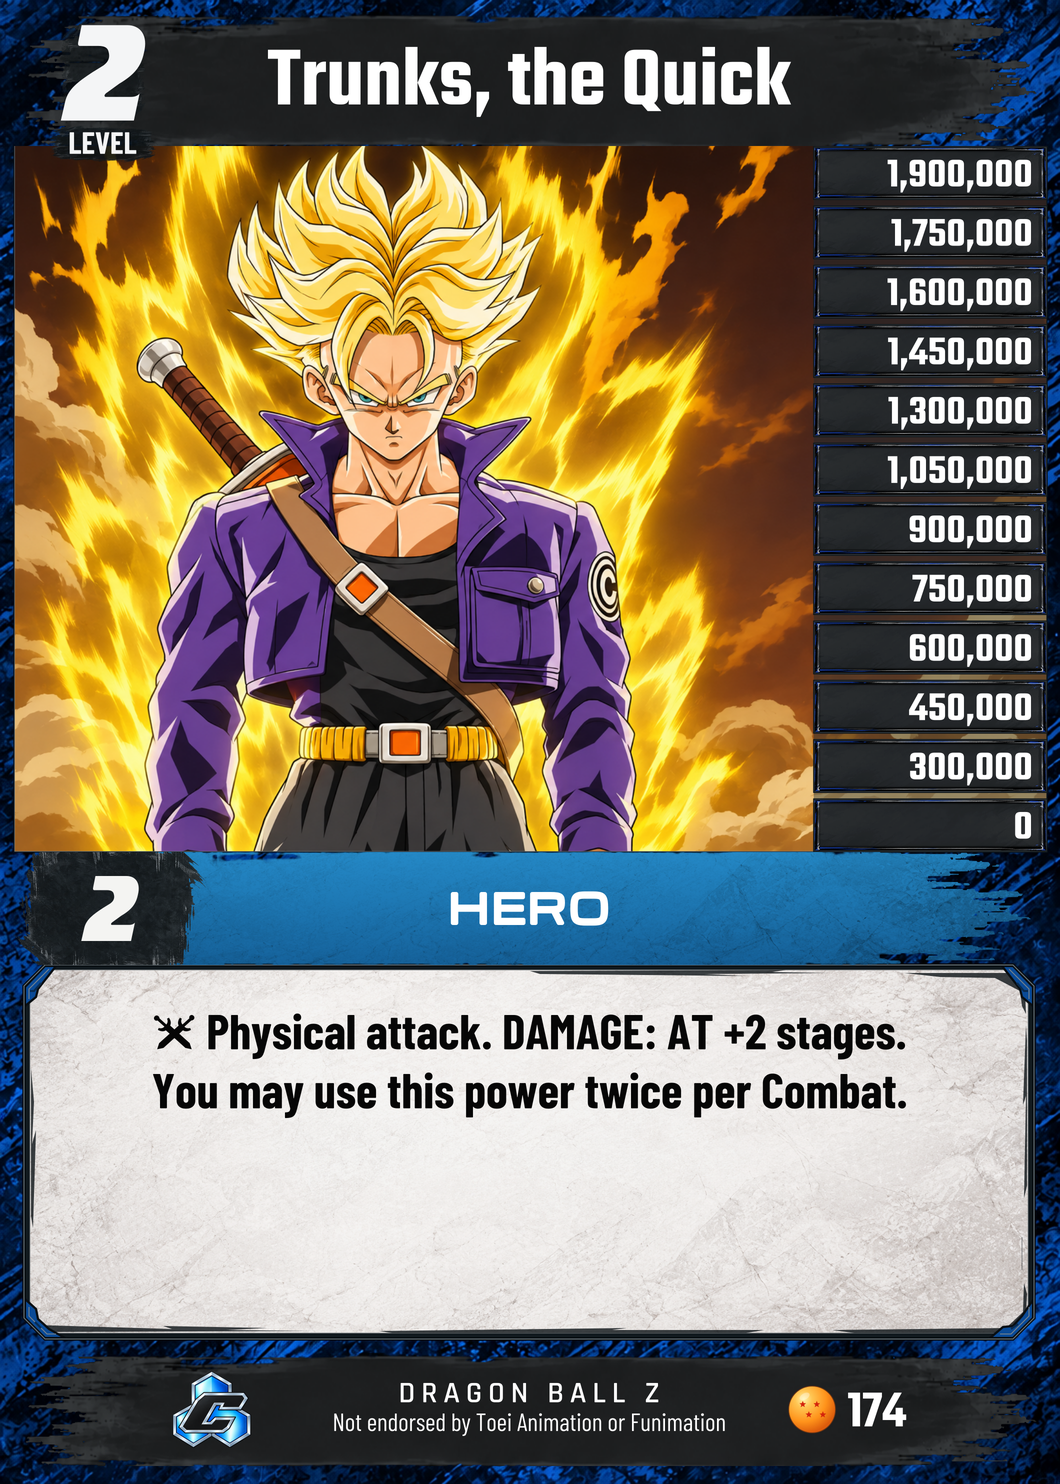 2
LEVEL
Trunks, the Quick
1,900,000
1,750,000
1,600,000
1,450,000
1,300,000
1,050,000
900,000
750,000
600,000
450,000
300,000
0
2
HERO
Physical attack. DAMAGE: AT +2 stages.
You may use this power twice per Combat.
DRAGON BALL Z
Not endorsed by Toei Animation or Funimation
174